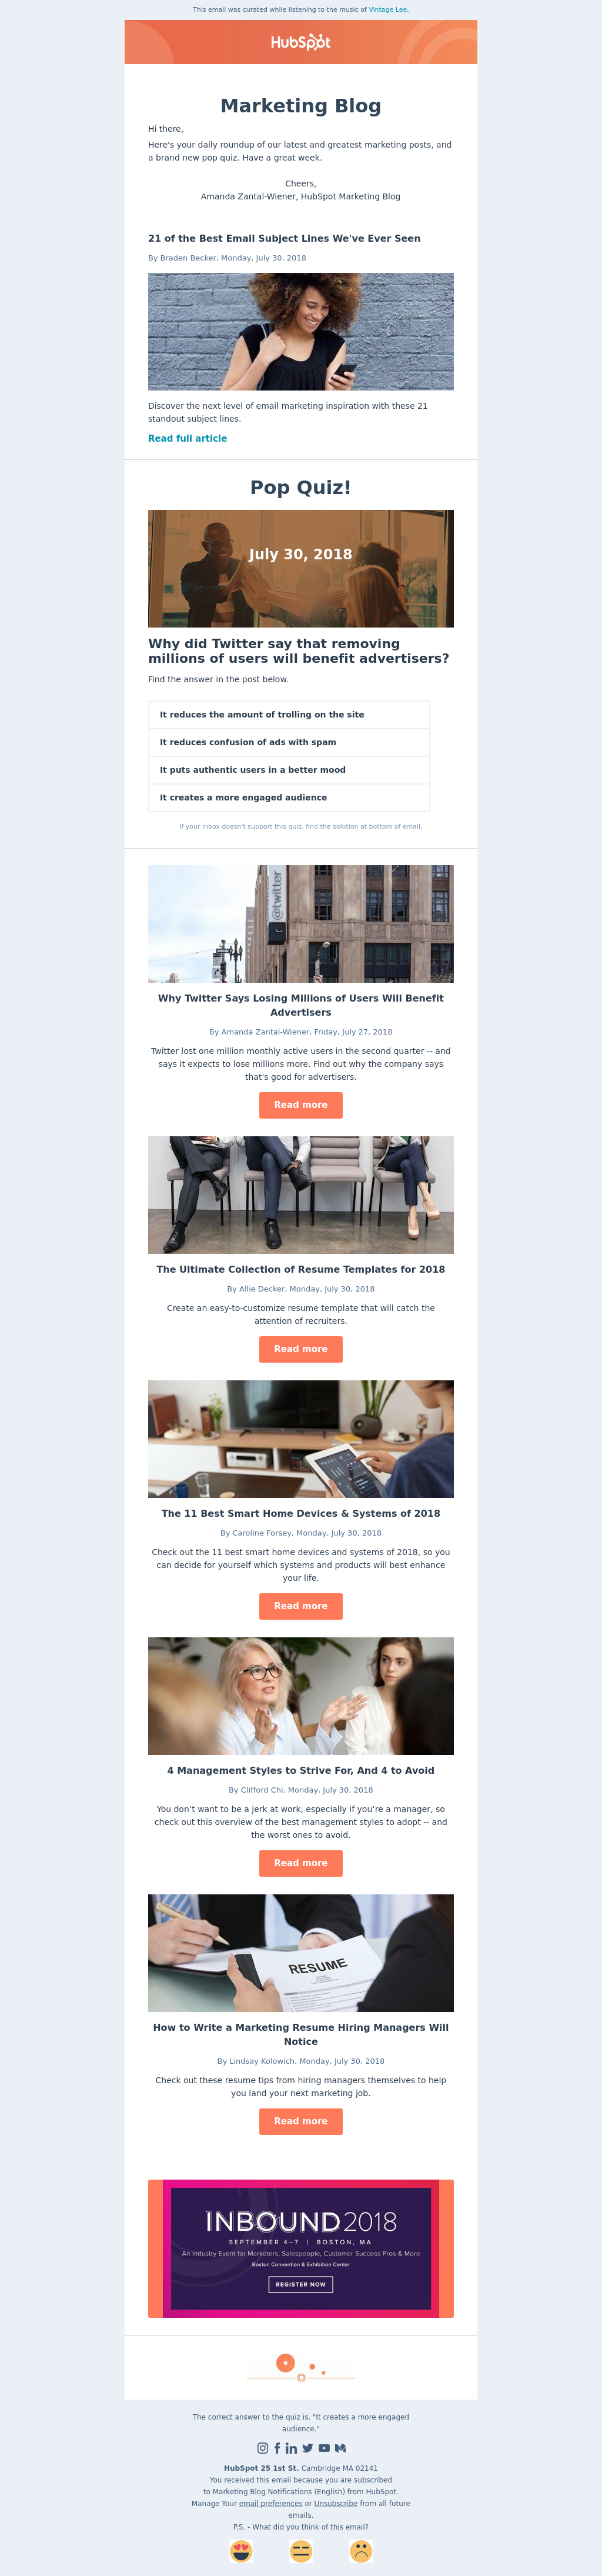 This email was curated while listening to the music of Vintage Lee.
HubSpot
Marketing Blog
Hi there,
Here's your daily roundup of our latest and greatest marketing posts, and
a brand new pop quiz. Have a great week.
Cheers,
Amanda Zantal-Wiener, HubSpot Marketing Blog
21 of the Best Email Subject Lines We've Ever Seen
By Braden Becker, Monday, July 30, 2018
Discover the next level of email marketing inspiration with these 21
standout subject lines.
Read full article
Pop Quiz!
July 30, 2018
Why did Twitter say that removing
millions of users will benefit advertisers?
Find the answer in the post below.
It reduces the amount of trolling on the site
It reduces confusion of ads with spam
It puts authentic users in a better mood
It creates a more engaged audience
If your inbox doesn't support this quiz, find the solution at bottom of email.
@twitter
Why Twitter Says Losing Millions of Users Will Benefit
Advertisers
By Amanda Zantal-Wiener, Friday, July 27, 2018
Twitter lost one million monthly active users in the second quarter -- and
says it expects to lose millions more. Find out why the company says
that's good for advertisers.
Read more
The Ultimate Collection of Resume Templates for 2018
By Allie Decker, Monday, July 30, 2018
Create an easy-to-customize resume template that will catch the
attention of recruiters.
Read more
The 11 Best Smart Home Devices & Systems of 2018
By Caroline Forsey, Monday, July 30, 2018
Check out the 11 best smart home devices and systems of 2018, so you
can decide for yourself which systems and products will best enhance
your life.
Read more
4 Management Styles to Strive For, And 4 to Avoid
By Clifford Chi, Monday, July 30, 2018
You don’t want to be a jerk at work, especially if you’re a manager, so
check out this overview of the best management styles to adopt -- and
the worst ones to avoid.
Read more
RESUME
How to Write a Marketing Resume Hiring Managers Will
Notice
By Lindsay Kolowich, Monday, July 30, 2018
Check out these resume tips from hiring managers themselves to help
you land your next marketing job.
Read more
INBOUND2018
SEPTEMBER 4–7 | BOSTON, MA
An Industry Event for Marketers, Salespeople, Customer Success Pros & More
Boston Convention & Exhibition Center
REGISTER NOW
The correct answer to the quiz is, "It creates a more engaged
audience."
HubSpot 25 1st St. Cambridge MA 02141
You received this email because you are subscribed
to Marketing Blog Notifications (English) from HubSpot.
Manage Your email preferences or Unsubscribe from all future
emails.
P.S. - What did you think of this email?